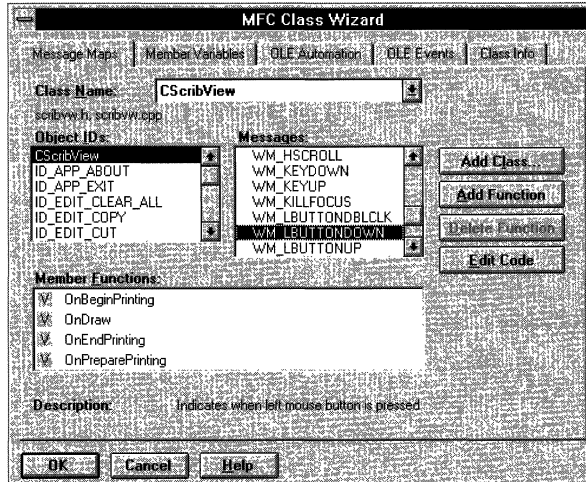 MFC Class Wizard
Message Maps Member Variables OLE Automation OLE Events Class Info
Class Name: CScribView
scribvw.h, scribvw.cpp
Object IDs: Messages:
CScribView
ID_APP_ABOUT
ID_APP_EXIT
ID_EDIT_CLEAR_ALL
ID_EDIT_COPY
ID_EDIT_CUT
WM_HSCROLL
WM_KEYDOWN
WM_KEYUP
WM_KILLFOCUS
WM_LBUTTONDBLCLK
WM_LBUTTONDOWN
WM_LBUTTONUP
Add Class...
Add Function
Delete Function
Edit Code
Member Functions:
V OnBeginPrinting
V OnDraw
V OnEndPrinting
V OnPreparePrinting
Description: Indicates when left mouse button is pressed
OK Cancel Help